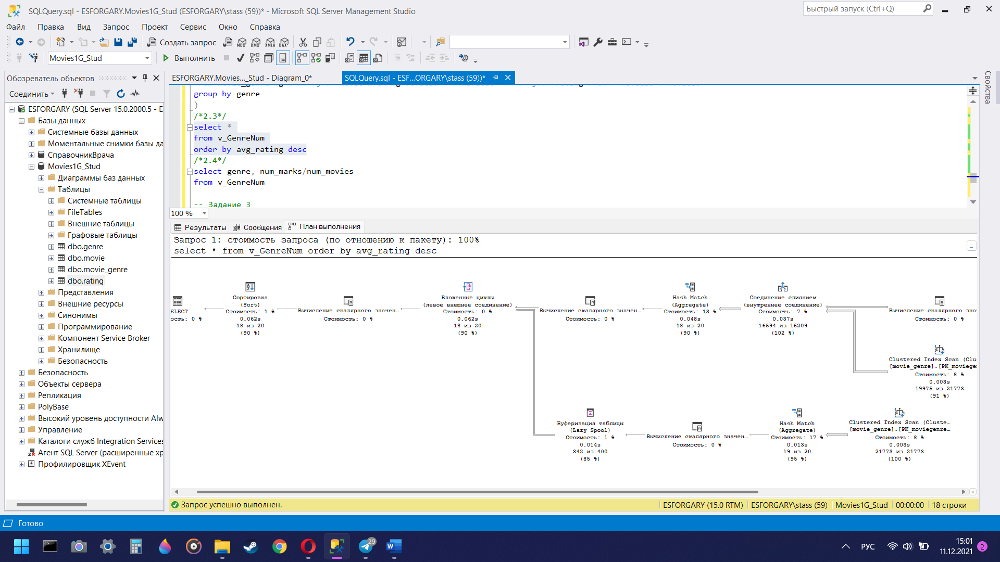 SQLQuery.sql - ESFORGARY.Movies1G_Stud (ESFORGARY\stass (59))* - Microsoft SQL Server Management Studio
Быстрый запуск (Ctrl+Q)
Файл Правка Вид Запрос Проект Сервис Окно Справка
Создать запрос MDX DMX XMLA DAX
Movies1G_Stud Выполнить
Обозреватель объектов
Соединить
ESFORGARY (SQL Server 15.0.2000.5 - E
Базы данных
Системные базы данных
Моментальные снимки базы да
СправочникВрача
Movies1G_Stud
Диаграммы баз данных
Таблицы
Системные таблицы
FileTables
Внешние таблицы
Графовые таблицы
dbo.genre
dbo.movie
dbo.movie_genre
dbo.rating
Представления
Внешние ресурсы
Синонимы
Программирование
Компонент Service Broker
Хранилище
Безопасность
Безопасность
Объекты сервера
Репликация
PolyBase
Высокий уровень доступности Alw
Управление
Каталоги служб Integration Services
Агент SQL Server (расширенные хр
Профилировщик XEvent
ESFORGARY.Movies..._Stud - Diagram_0*
SQLQuery.sql - ESF...ORGARY\stass (59))*
Свойства
group by genre
)
/*2.3*/
select *
from v_GenreNum
order by avg_rating desc
/*2.4*/
select genre, num_marks/num_movies
from v_GenreNum
-- Задание 3
100 %
Результаты Сообщения План выполнения
Запрос 1: стоимость запроса (по отношению к пакету): 100%
select * from v_GenreNum order by avg_rating desc
ELECT
ость: 0 %
Сортировка
(Sort)
Стоимость: 1 %
0.062s
18 из 20
(90 %)
Вычисление скалярного значен...
Стоимость: 0 %
Вложенные циклы
(левое внешнее соединение)
Стоимость: 0 %
0.062s
18 из 20
(90 %)
Вычисление скалярного значен...
Стоимость: 0 %
Hash Match
(Aggregate)
Стоимость: 13 %
0.048s
18 из 20
(90 %)
Соединение слиянием
(внутреннее соединение)
Стоимость: 7 %
0.037s
16594 из 16209
(102 %)
Вычисление скалярного знач
Стоимость: 0 %
Clustered Index Scan (Clu
[movie_genre].[PK_moviegen
Стоимость: 8 %
0.003s
19975 из 21773
(91 %)
Буферизация таблицы
(Lazy Spool)
Стоимость: 1 %
0.014s
342 из 400
(85 %)
Вычисление скалярного значен...
Стоимость: 0 %
Hash Match
(Aggregate)
Стоимость: 17 %
0.013s
19 из 20
(95 %)
Clustered Index Scan (Cluste...
[movie_genre].[PK_moviegenre...
Стоимость: 8 %
0.003s
21773 из 21773
(100 %)
Запрос успешно выполнен.
ESFORGARY (15.0 RTM) ESFORGARY\stass (59) Movies1G_Stud 00:00:00 18 строки
Готово
29
РУС
15:01
11.12.2021
2